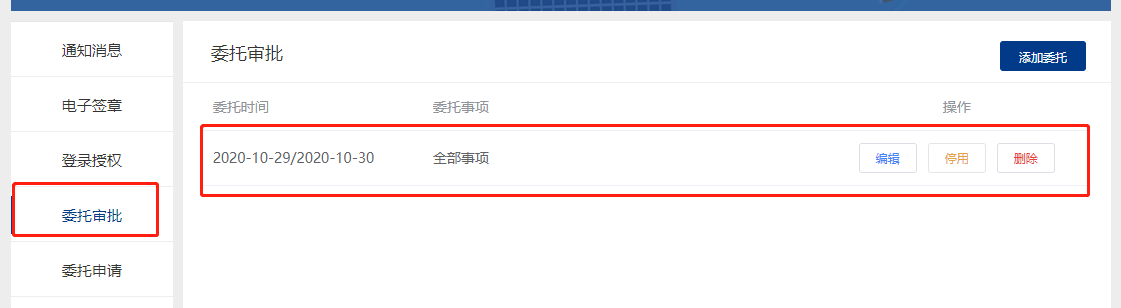 通知消息
电子签章
登录授权
委托审批
委托申请
委托审批
添加委托
委托时间 委托事项 操作
2020-10-29/2020-10-30 全部事项 编辑 停用 删除